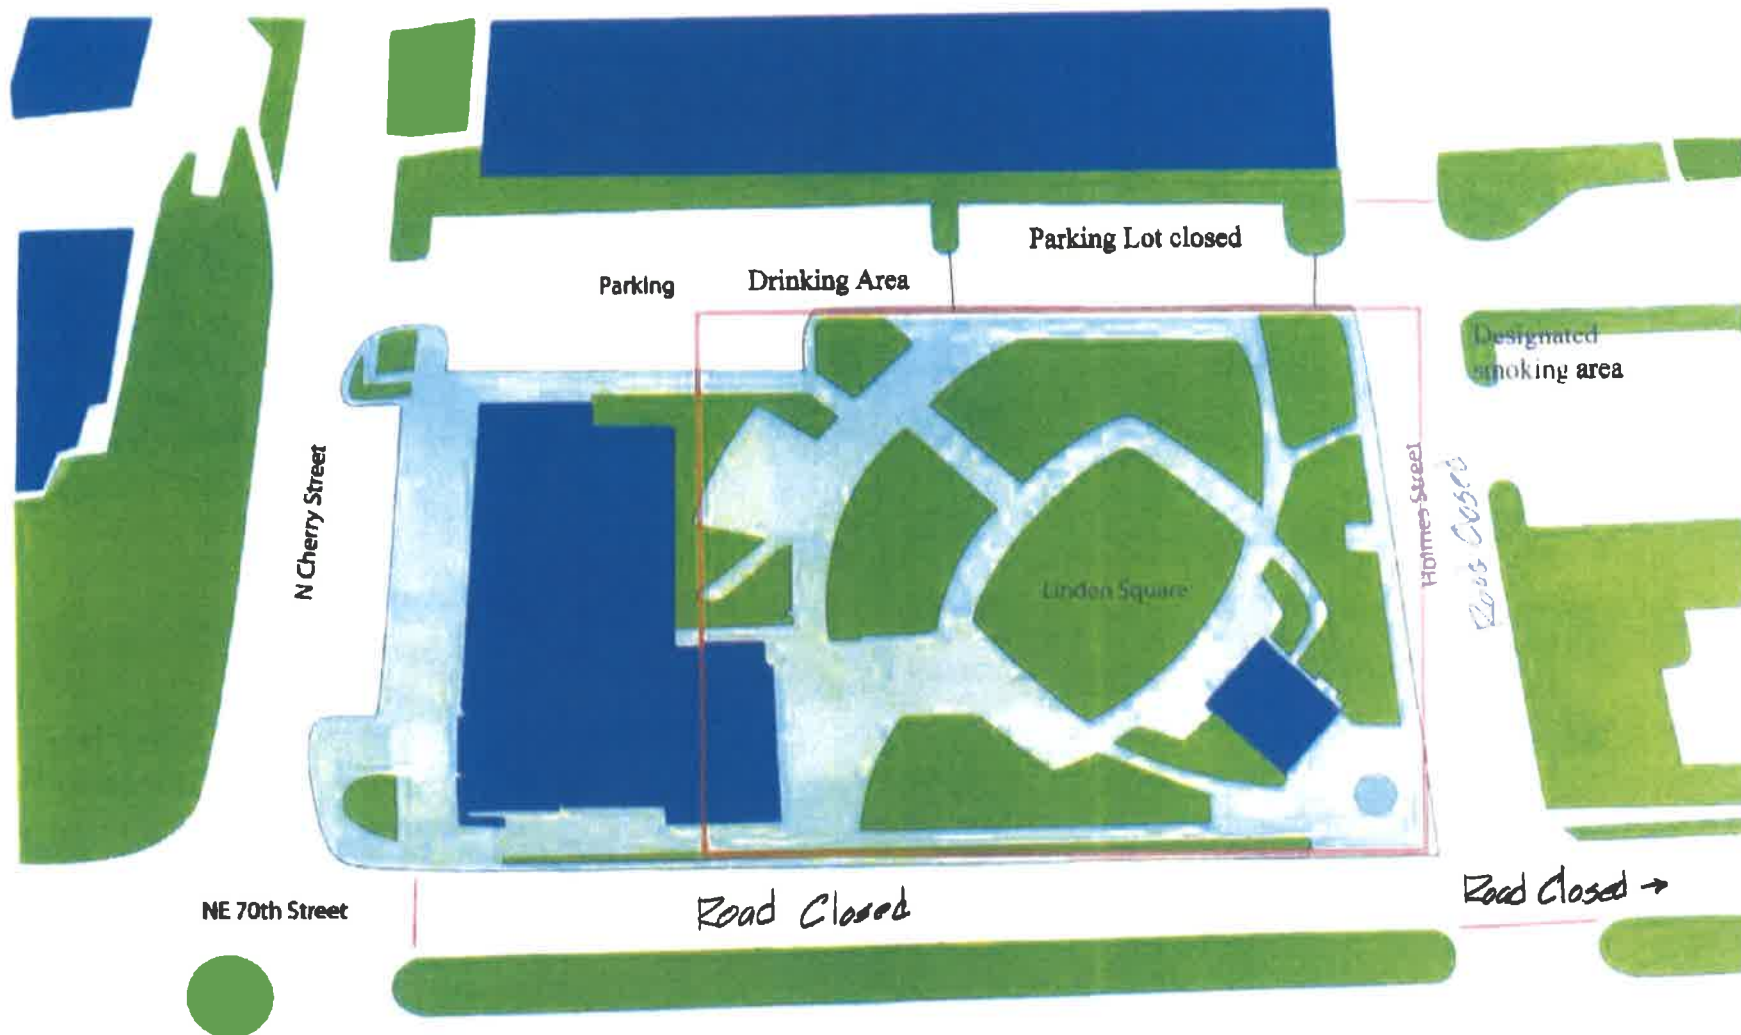 Parking Lot closed
Parking
Drinking Area
Designated
smoking area
N Cherry Street
Holmes Street
Road Closed
Linden Square
NE 70th Street
Road Closed
Road Closed →